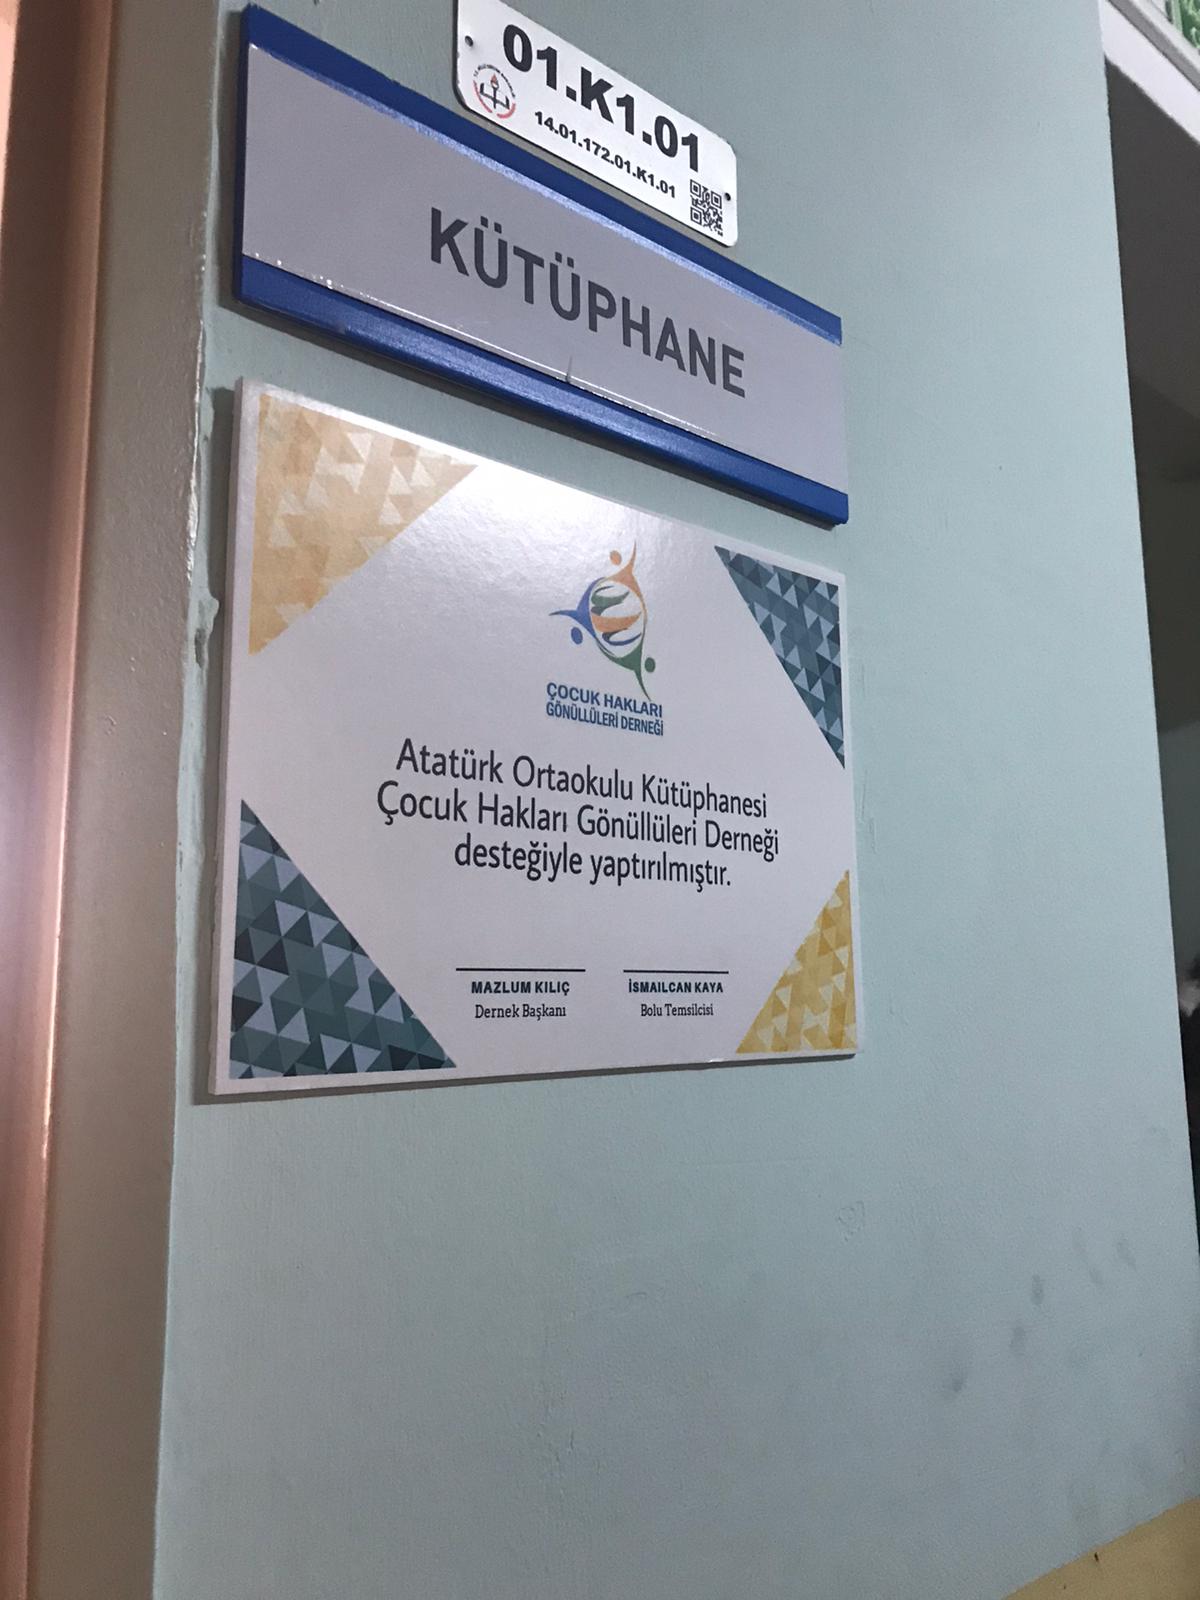 01.K1.01
14.01.172.01.K1.01
KÜTÜPHANE
ÇOCUK HAKLARI
GÖNÜLLÜLERİ DERNEĞİ
Atatürk Ortaokulu Kütüphanesi
Çocuk Hakları Gönüllüleri Derneği
desteğiyle yaptırılmıştır.
MAZLUM KILIÇ
Dernek Başkanı
İSMAİLCAN KAYA
Bolu Temsilcisi